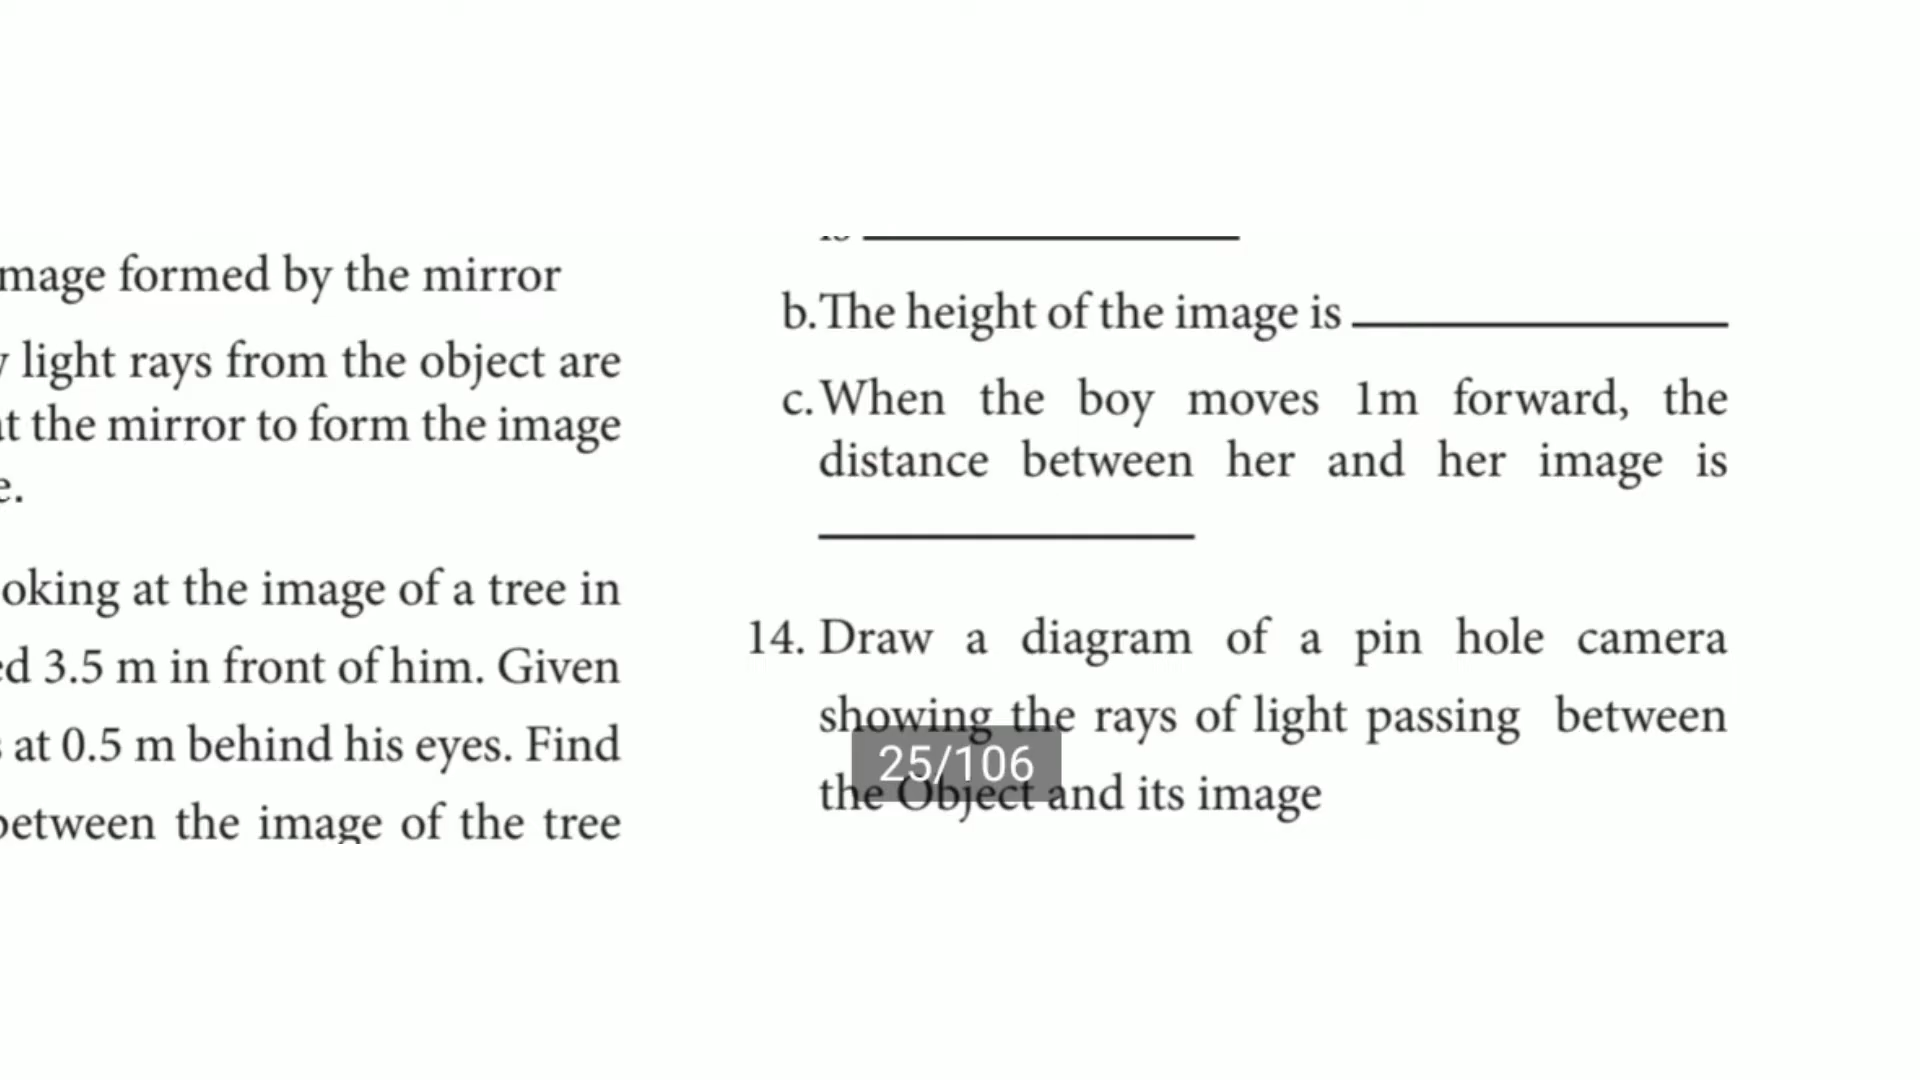 mage formed by the mirror
light rays from the object are
at the mirror to form the image
e.
oking at the image of a tree in
ed 3.5 m in front of him. Given
at 0.5 m behind his eyes. Find
between the image of the tree
b. The height of the image is
c. When the boy moves 1m forward, the
distance between her and her image is
14. Draw a diagram of a pin hole camera
showing the rays of light passing between
the Object and its image
25/106